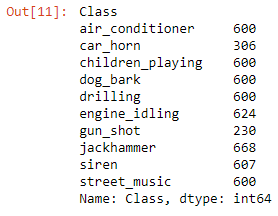 Out[11]: Class
air_conditioner 600
car_horn 306
children_playing 600
dog_bark 600
drilling 600
engine_idling 624
gun_shot 230
jackhammer 668
siren 607
street_music 600
Name: Class, dtype: int64